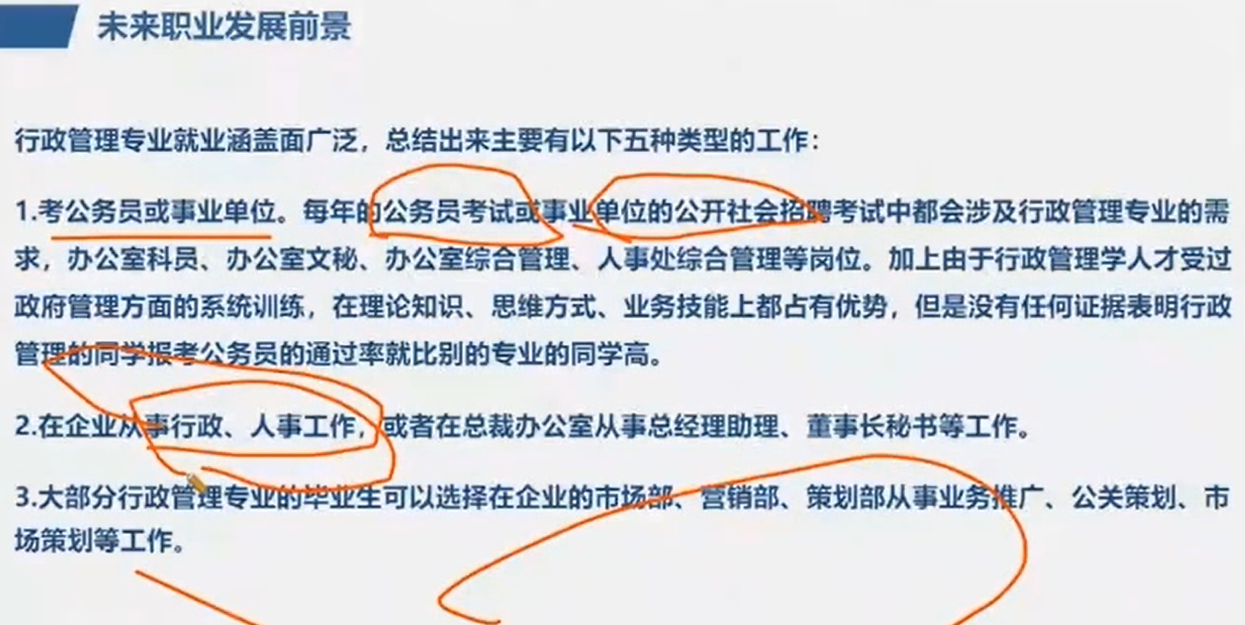 未来职业发展前景
行政管理专业就业涵盖面广泛，总结出来主要有以下五种类型的工作：
1.考公务员或事业单位。每年的公务员考试或事业单位的公开社会招聘考试中都会涉及行政管理专业的需
求，办公室科员、办公室文秘、办公室综合管理、人事处综合管理等岗位。加上由于行政管理学人才受过
政府管理方面的系统训练，在理论知识、思维方式、业务技能上都占有优势，但是没有任何证据表明行政
管理的同学报考公务员的通过率就比别的专业的同学高。
2.在企业从事行政、人事工作，或者在总裁办公室从事总经理助理、董事长秘书等工作。
3.大部分行政管理专业的毕业生可以选择在企业的市场部、营销部、策划部从事业务推广、公关策划、市
场策划等工作。